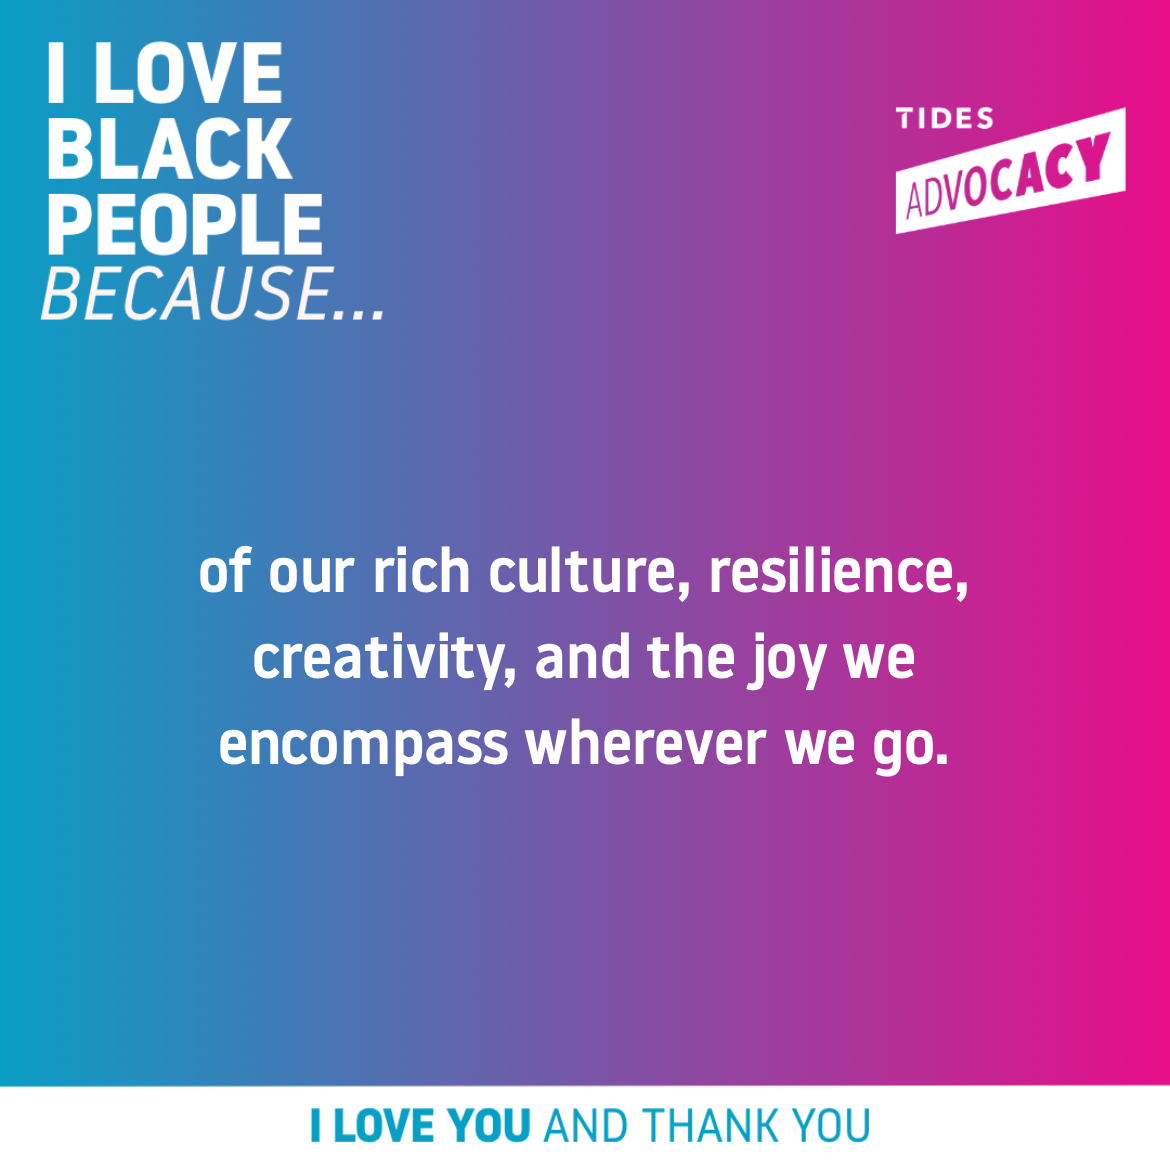 I LOVE
BLACK
PEOPLE
BECAUSE...
TIDES
ADVOCACY
of our rich culture, resilience,
creativity, and the joy we
encompass wherever we go.
I LOVE YOU AND THANK YOU